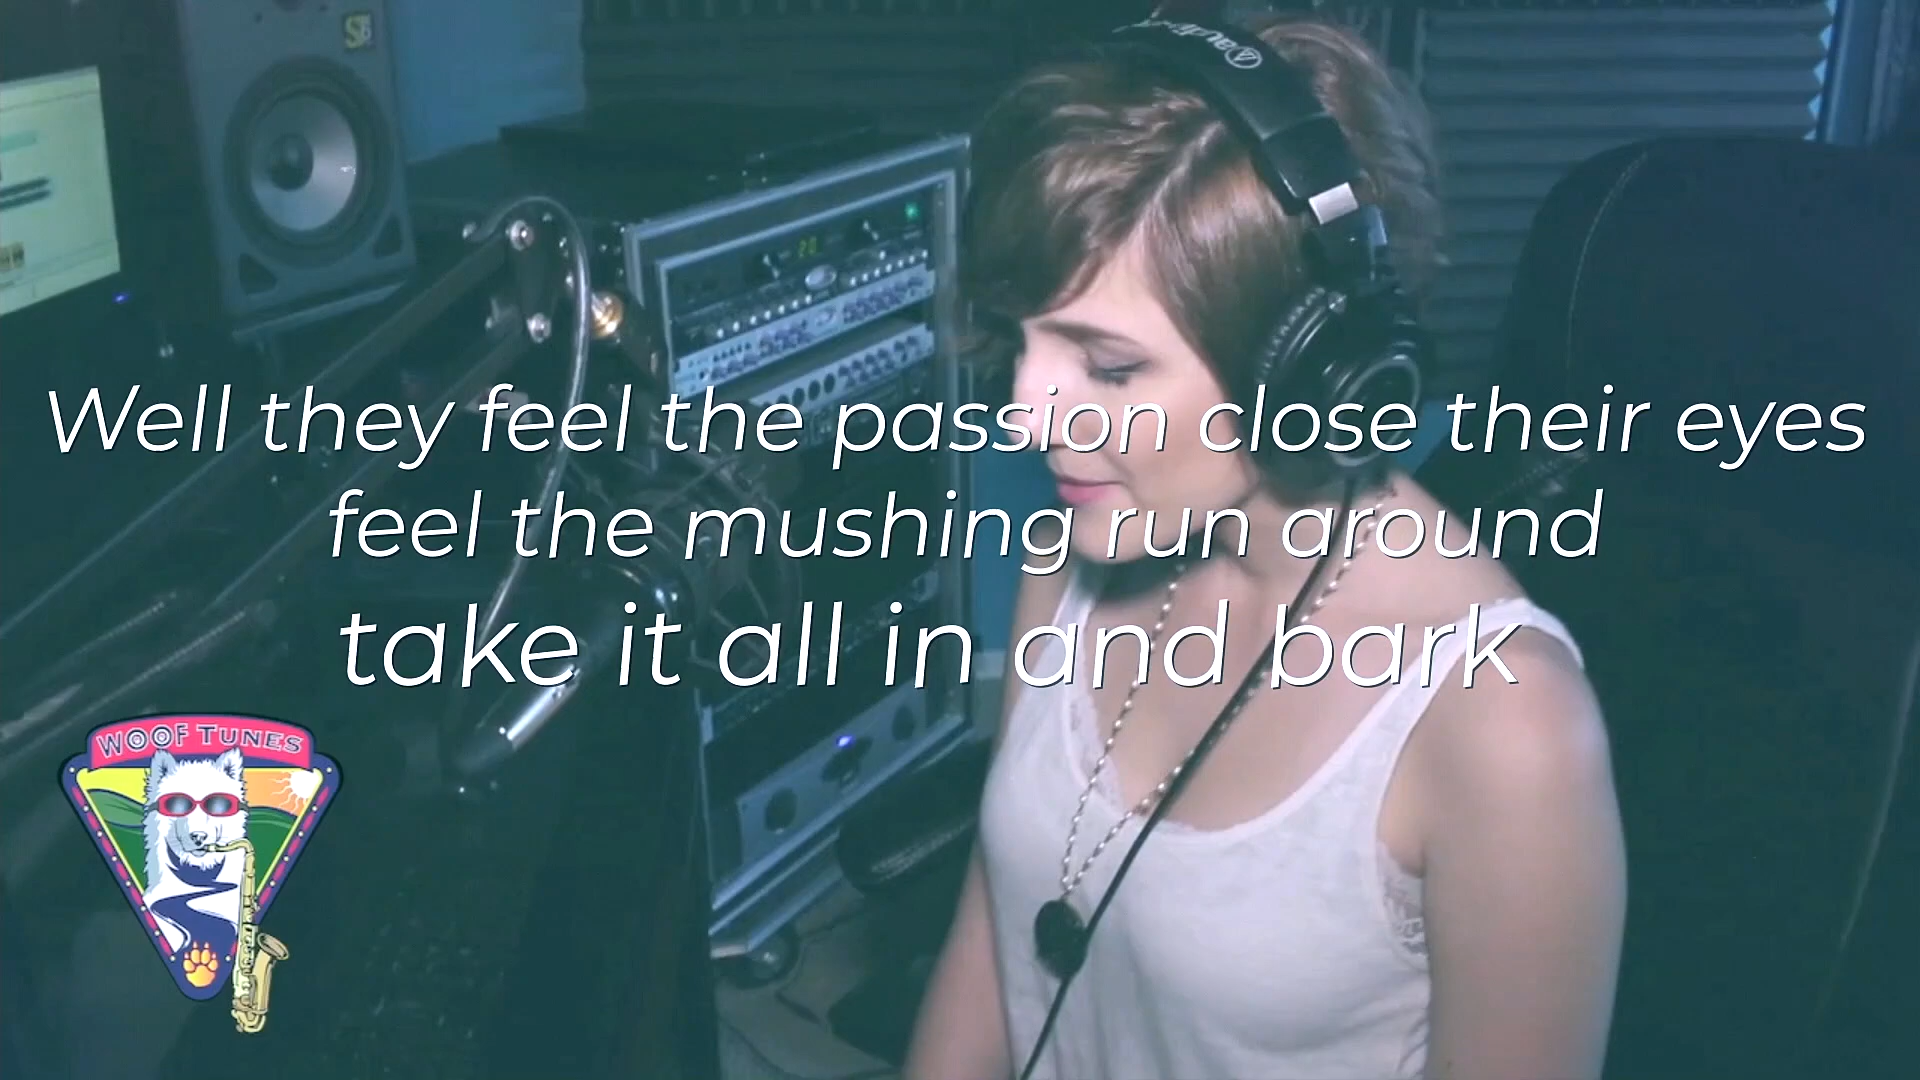 Well they feel the passion close their eyes
feel the mushing run around
take it all in and bark
WOOF TUNES
20